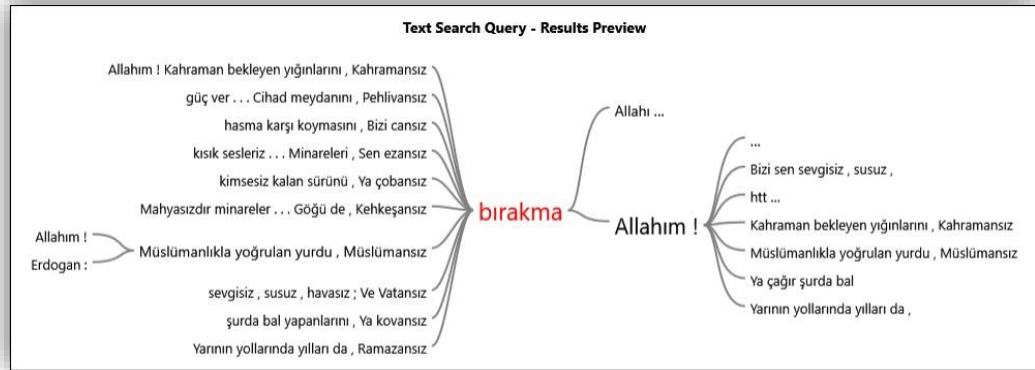 Text Search Query - Results Preview
Allahım ! Kahraman bekleyen yığınlarını , Kahramansız
güç ver . . . Cihad meydanını , Pehlivansız
hasma karşı koymasını , Bizi cansız
kısık sesleriz . . . Minareleri , Sen ezansız
kimsesiz kalan sürünü , Ya çobansız
Mahyasızdır minareler . . . Göğü de , Kehkeşansız
Allahım !
Erdogan :
Müslümanlıkla yoğrulan yurdu , Müslümansız
sevgisiz , susuz , havasız ; Ve Vatansız
şurda bal yapanlarını , Ya kovansız
Yarının yollarında yılları da , Ramazansız
bırakma
Allahı ...
Allahım !
...
Bizi sen sevgisiz , susuz ,
htt ...
Kahraman bekleyen yığınlarını , Kahramansız
Müslümanlıkla yoğrulan yurdu , Müslümansız
Ya çağır şurda bal
Yarının yollarında yılları da ,